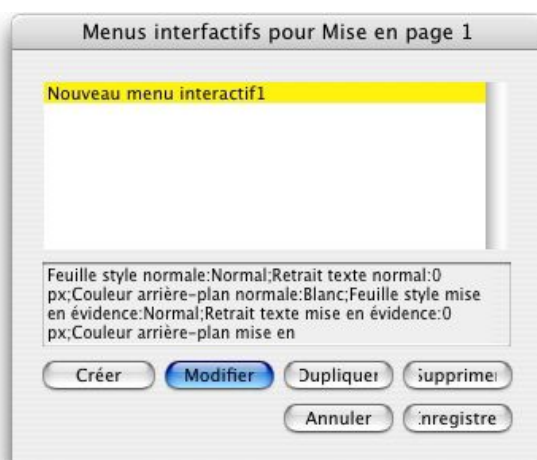 Menus interfactifs pour Mise en page 1
Nouveau menu interactif1
Feuille style normale:Normal;Retrait texte normal:0
px;Couleur arrière-plan normale:Blanc;Feuille style mise
en évidence:Normal;Retrait texte mise en évidence:0
px;Couleur arrière-plan mise en
Créer Modifier Dupliquer Supprimer
Annuler Enregistre